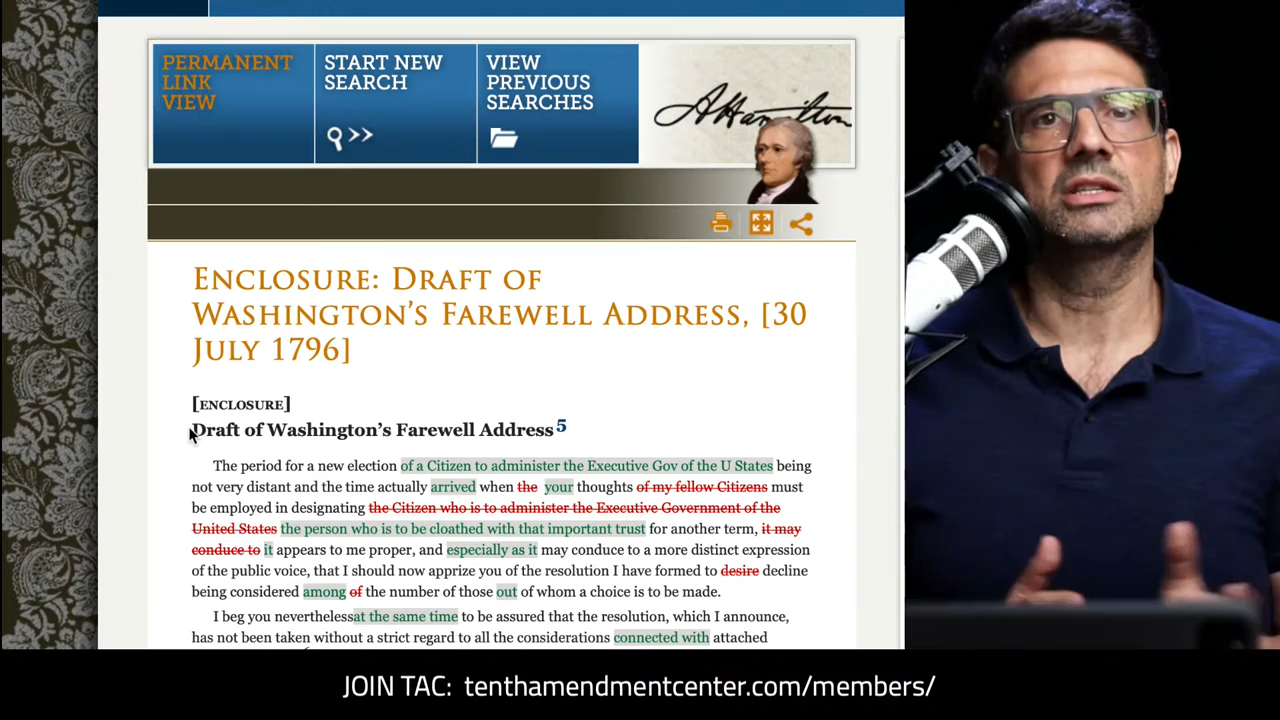 PERMANENT
LINK
VIEW
START NEW
SEARCH
VIEW
PREVIOUS
SEARCHES
AHamilton
ENCLOSURE: DRAFT OF
WASHINGTON’S FAREWELL ADDRESS, [30
JULY 1796]
[ENCLOSURE]
Draft of Washington’s Farewell Address5
The period for a new election of a Citizen to administer the Executive Gov of the U States being
not very distant and the time actually arrived when the your thoughts of my fellow Citizens must
be employed in designating the Citizen who is to administer the Executive Government of the
United States the person who is to be cloathed with that important trust for another term, it may
conduce to it appears to me proper, and especially as it may conduce to a more distinct expression
of the public voice, that I should now apprize you of the resolution I have formed to desire decline
being considered among of the number of those out of whom a choice is to be made.
I beg you neverthelessat the same time to be assured that the resolution, which I announce,
has not been taken without a strict regard to all the considerations connected with attached
JOIN TAC: tenthamendmentcenter.com/members/